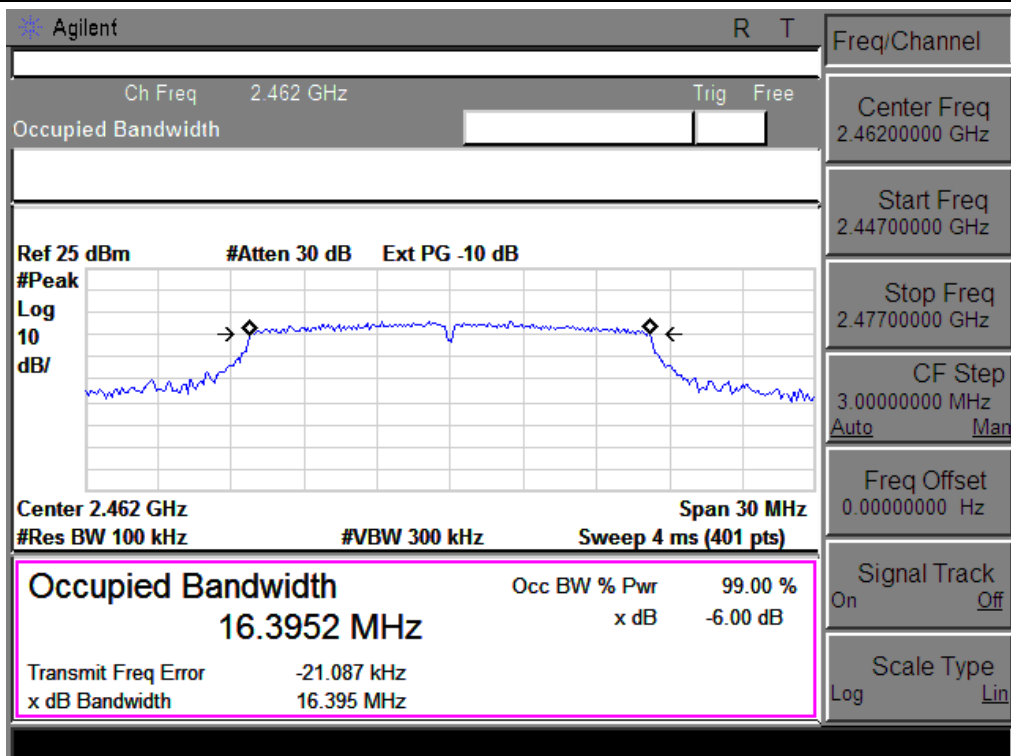 Agilent R T
Ch Freq 2.462 GHz Trig Free
Occupied Bandwidth
Ref 25 dBm #Atten 30 dB Ext PG -10 dB
#Peak
Log
10
dB/
Center 2.462 GHz Span 30 MHz
#Res BW 100 kHz #VBW 300 kHz Sweep 4 ms (401 pts)
Occupied Bandwidth Occ BW % Pwr 99.00 %
16.3952 MHz x dB -6.00 dB
Transmit Freq Error -21.087 kHz
x dB Bandwidth 16.395 MHz
Freq/Channel
Center Freq
2.46200000 GHz
Start Freq
2.44700000 GHz
Stop Freq
2.47700000 GHz
CF Step
3.00000000 MHz
Auto Man
Freq Offset
0.00000000 Hz
Signal Track
On Off
Scale Type
Log Lin